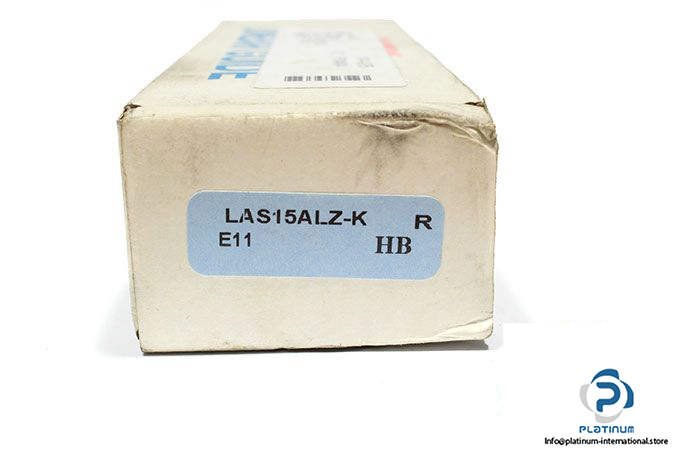 LAS15ALZ-K R
E11 HB
PLATINUM
Info@platinum-international.store